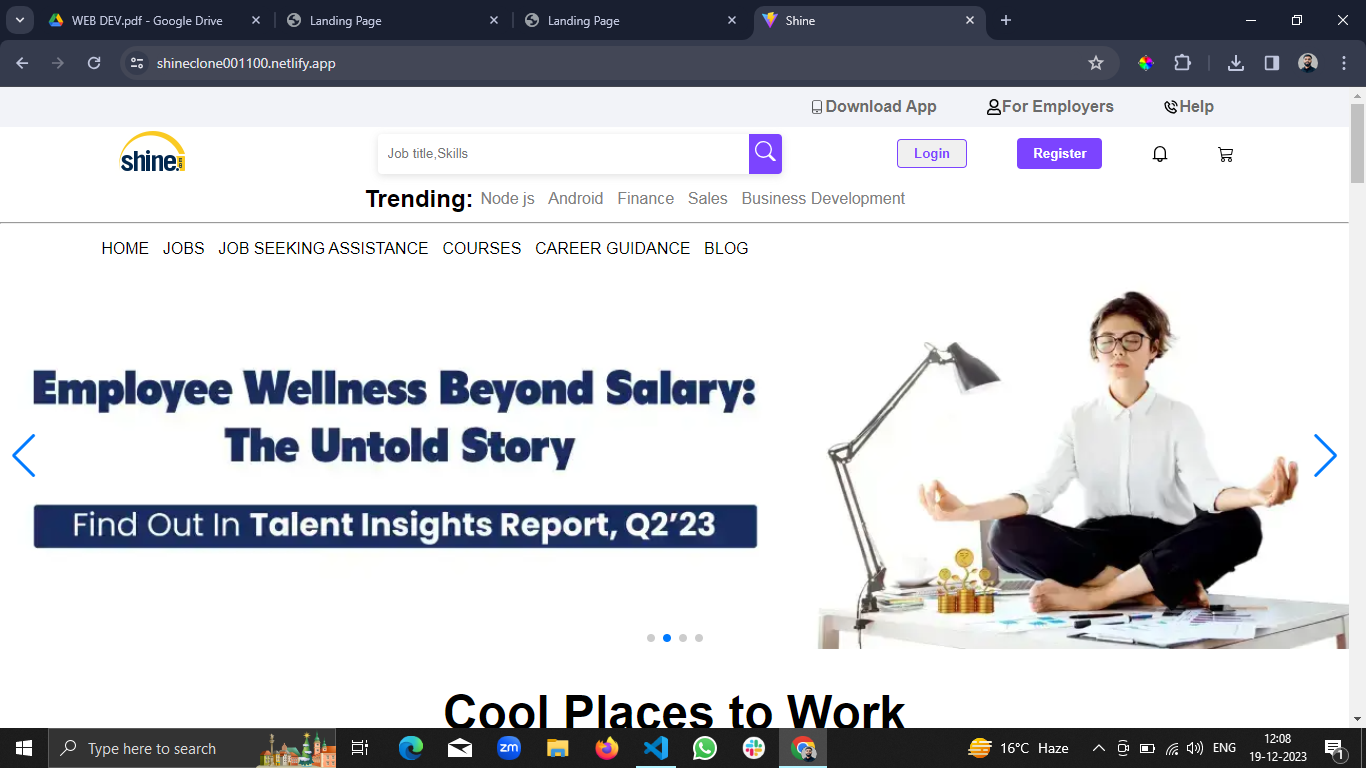 WEB DEV.pdf - Google Drive
Landing Page
Landing Page
Shine
shineclone001100.netlify.app
Download App
For Employers
Help
shine.
Job title,Skills
Login
Register
Trending: Node js Android Finance Sales Business Development
HOME JOBS JOB SEEKING ASSISTANCE COURSES CAREER GUIDANCE BLOG
Employee Wellness Beyond Salary:
The Untold Story
Find Out In Talent Insights Report, Q2'23
Cool Places to Work
Type here to search
zm
16°C Haze
ENG
12:08
19-12-2023
1